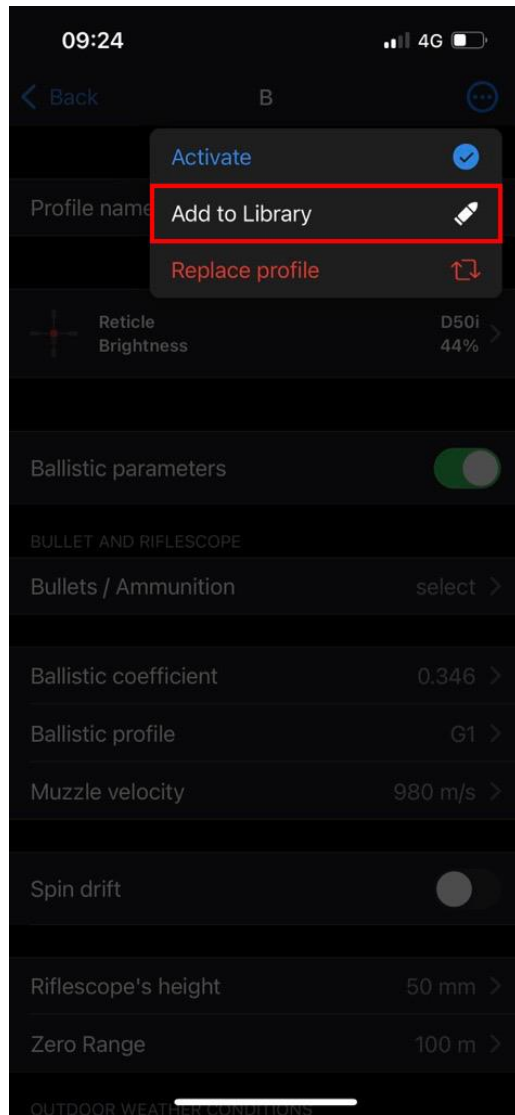 09:24 4G
Back B
Activate
Profile name
Add to Library
Replace profile
Reticle D50i
Brightness 44%
Ballistic parameters
BULLET AND RIFLESCOPE
Bullets / Ammunition select
Ballistic coefficient 0.346
Ballistic profile G1
Muzzle velocity 980 m/s
Spin drift
Riflescope's height 50 mm
Zero Range 100 m
OUTDOOR WEATHER CONDITIONS